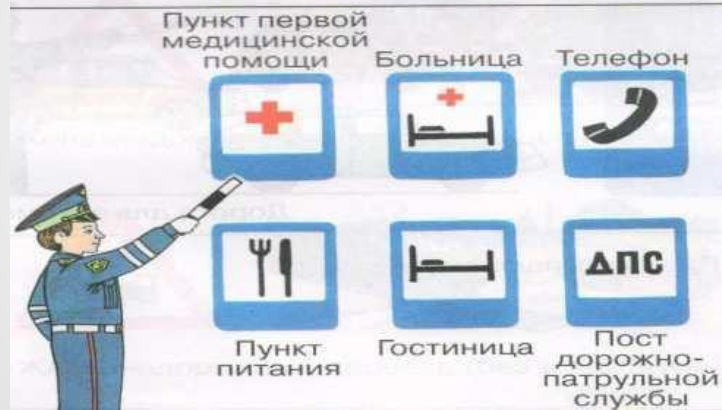 Пункт первой
медицинской
помощи
Больница
Телефон
ДПС
Пункт
питания
Гостиница
Пост
дорожно-
патрульной
службы